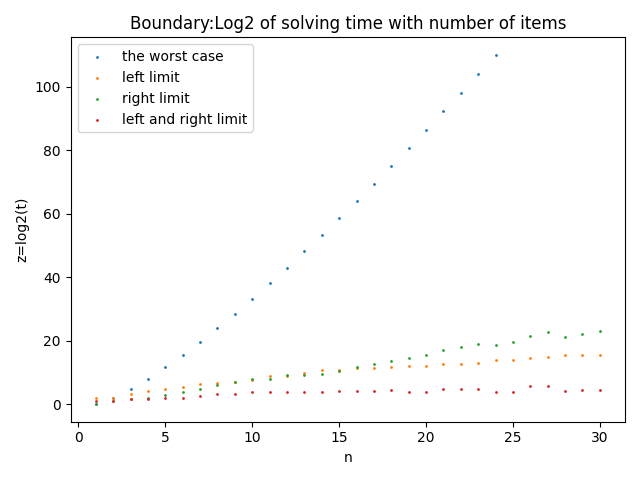 Boundary:Log2 of solving time with number of items
the worst case
left limit
right limit
left and right limit
z=log2(t)
100
80
60
40
20
0
0 5 10 15 20 25 30
n